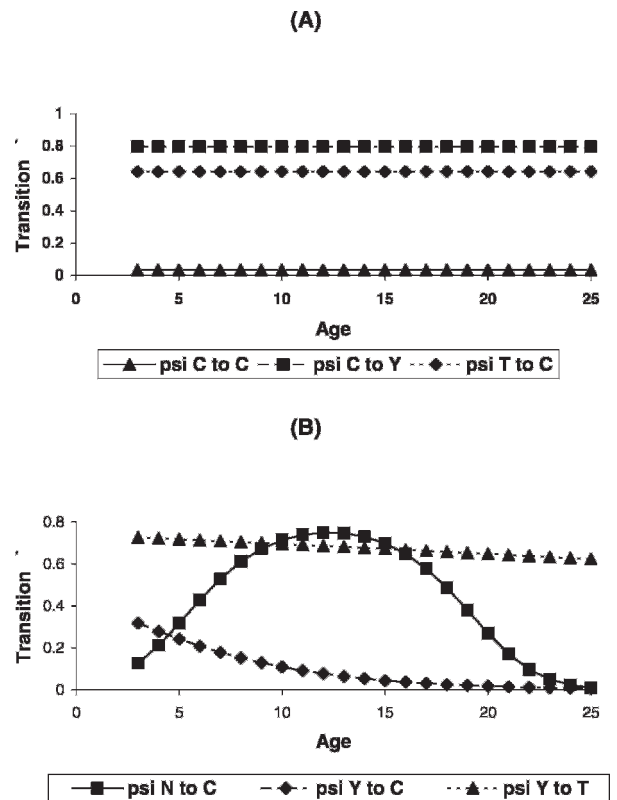 (A)
Transition
1
0.8
0.6
0.4
0.2
0
0 5 10 15 20 25
Age
psi C to C psi C to Y psi T to C
(B)
Transition
0.8
0.6
0.4
0.2
0
0 5 10 15 20 25
Age
psi N to C psi Y to C psi Y to T